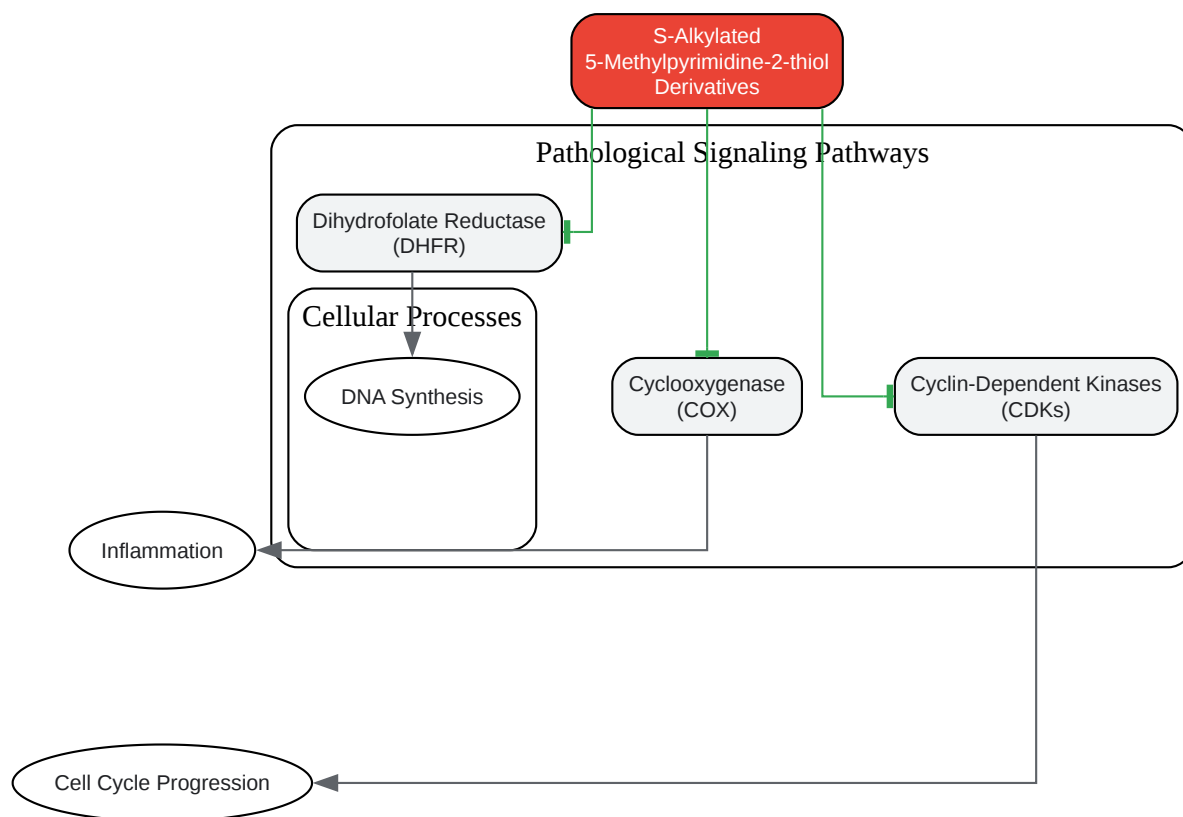 S-Alkylated
5-Methylpyrimidine-2-thiol
Derivatives
Pathological Signaling Pathways
Dihydrofolate Reductase
(DHFR)
Cellular Processes
DNA Synthesis
Cyclooxygenase
(COX)
Cyclin-Dependent Kinases
(CDKs)
Inflammation
Cell Cycle Progression